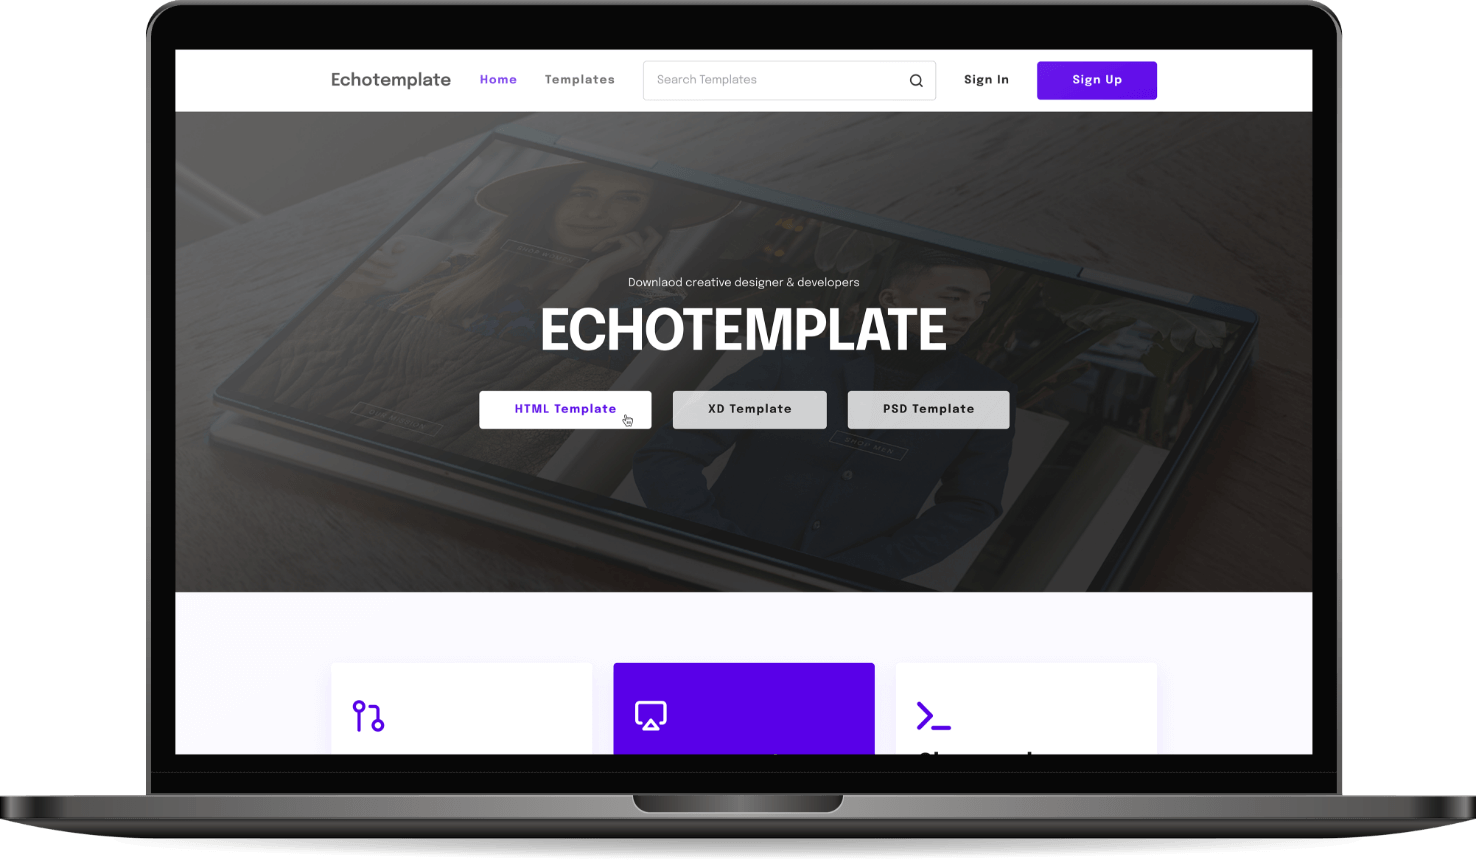 Echotemplate Home Templates Search Templates Sign In Sign Up
Downlaod creative designer & developers
ECHOTEMPLATE
HTML Template XD Template PSD Template